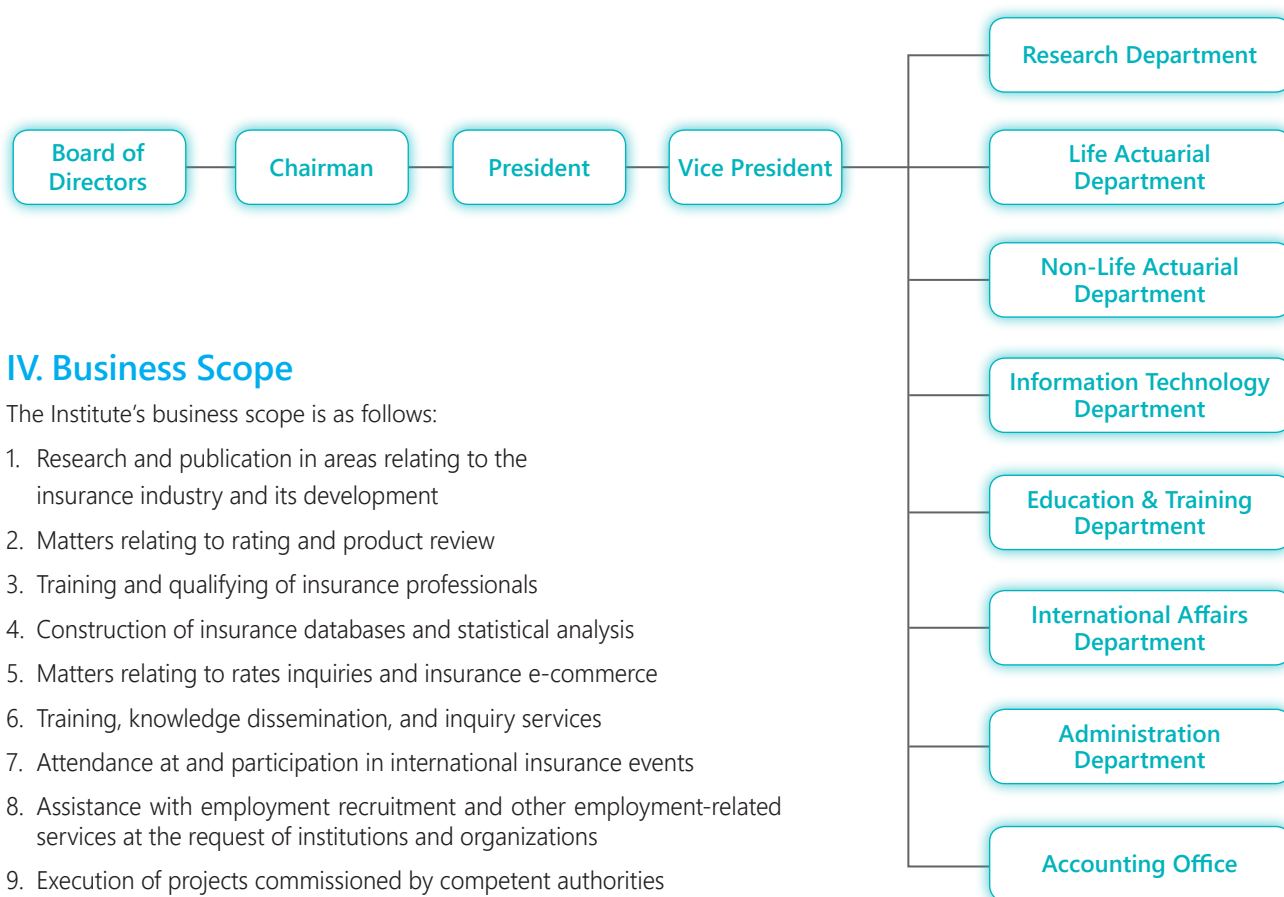 Board of
Directors
Chairman
President
Vice President
Research Department
Life Actuarial
Department
Non-Life Actuarial
Department
Information Technology
Department
Education & Training
Department
International Affairs
Department
Administration
Department
Accounting Office
IV. Business Scope
The Institute’s business scope is as follows:
1. Research and publication in areas relating to the
insurance industry and its development
2. Matters relating to rating and product review
3. Training and qualifying of insurance professionals
4. Construction of insurance databases and statistical analysis
5. Matters relating to rates inquiries and insurance e-commerce
6. Training, knowledge dissemination, and inquiry services
7. Attendance at and participation in international insurance events
8. Assistance with employment recruitment and other employment-related
services at the request of institutions and organizations
9. Execution of projects commissioned by competent authorities